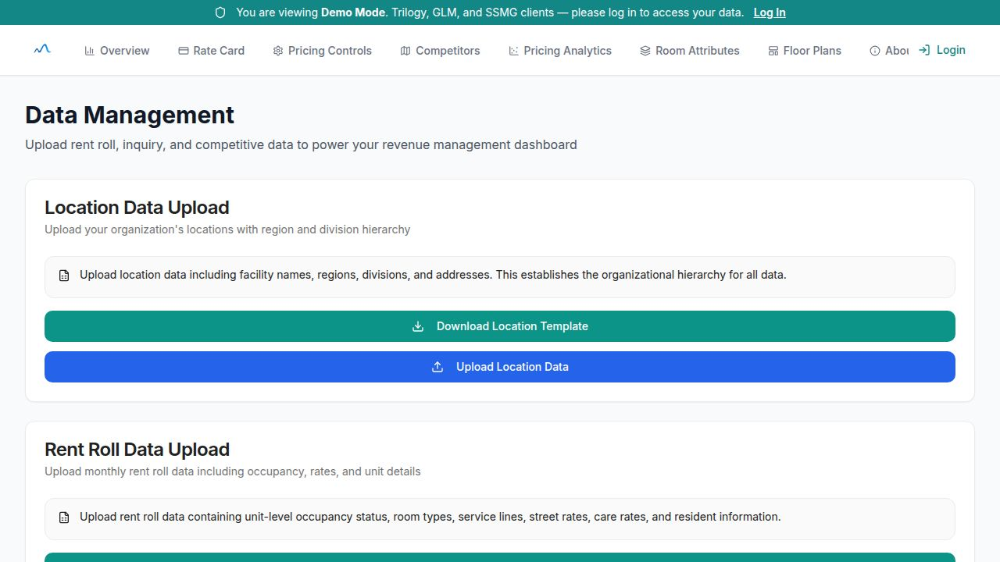 You are viewing Demo Mode. Trilogy, GLM, and SSMG clients — please log in to access your data. Log In
Overview Rate Card Pricing Controls Competitors Pricing Analytics Room Attributes Floor Plans Login
Data Management
Upload rent roll, inquiry, and competitive data to power your revenue management dashboard
Location Data Upload
Upload your organization's locations with region and division hierarchy
Upload location data including facility names, regions, divisions, and addresses. This establishes the organizational hierarchy for all data.
Download Location Template
Upload Location Data
Rent Roll Data Upload
Upload monthly rent roll data including occupancy, rates, and unit details
Upload rent roll data containing unit-level occupancy status, room types, service lines, street rates, care rates, and resident information.